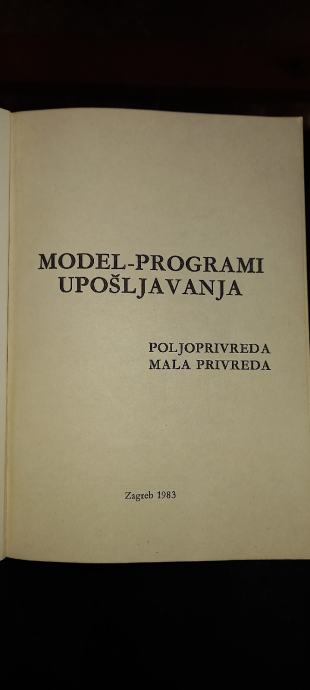 MODEL-PROGRAMI
UPOŠLJAVANJA
POLJOPRIVREDA
MALA PRIVREDA
Zagreb 1983